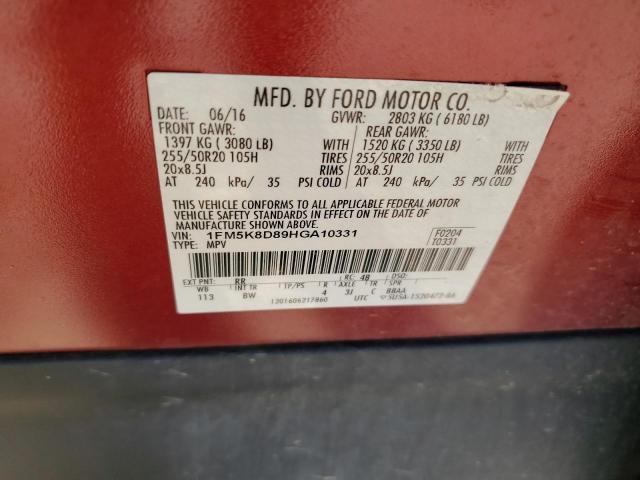 MFD. BY FORD MOTOR CO.
DATE: 06/16 GVWR: 2803 KG ( 6180 LB)
FRONT GAWR: REAR GAWR:
1397 KG ( 3080 LB) WITH 1520 KG ( 3350 LB) WITH
255/50R20 105H TIRES 255/50R20 105H TIRES
20x8.5J RIMS 20x8.5J RIMS
AT 240 kPa/ 35 PSI COLD AT 240 kPa/ 35 PSI COLD
THIS VEHICLE CONFORMS TO ALL APPLICABLE FEDERAL MOTOR
VEHICLE SAFETY STANDARDS IN EFFECT ON THE DATE OF
MANUFACTURE SHOWN ABOVE.
VIN: 1FM5K8D89HGA10331 F0204
TYPE: MPV T0331
EXT PNT: RR RC: 48 DSO:
WB INT TR TP/PS R AXLE TR SPR
113 BW 4 3J C BBAA
1201606217860 UTC